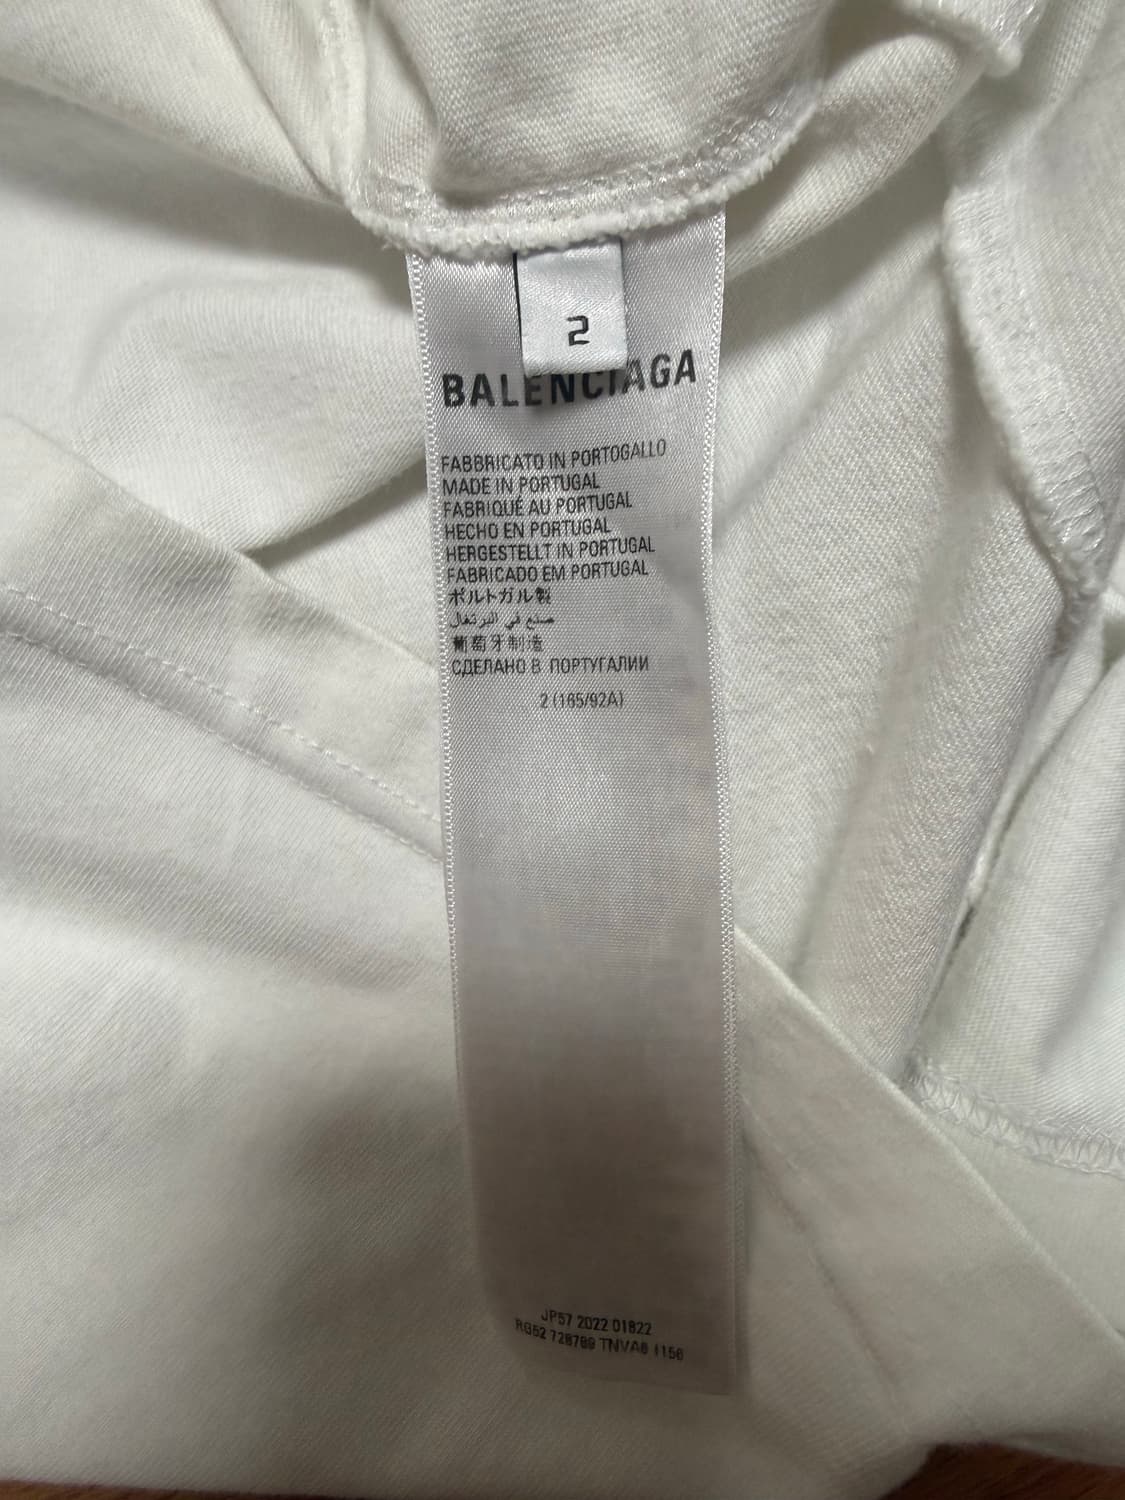 2
BALENCIAGA
FABBRICATO IN PORTOGALLO
MADE IN PORTUGAL
FABRIQUÉ AU PORTUGAL
HECHO EN PORTUGAL
HERGESTELLT IN PORTUGAL
FABRICADO EM PORTUGAL
ポルトガル製
صنع في البرتغال
葡萄牙制造
СДЕЛАНО В ПОРТУГАЛИИ
2 (165/92A)
JP57 2022 01822
RG52 728789 TNVA6 1156